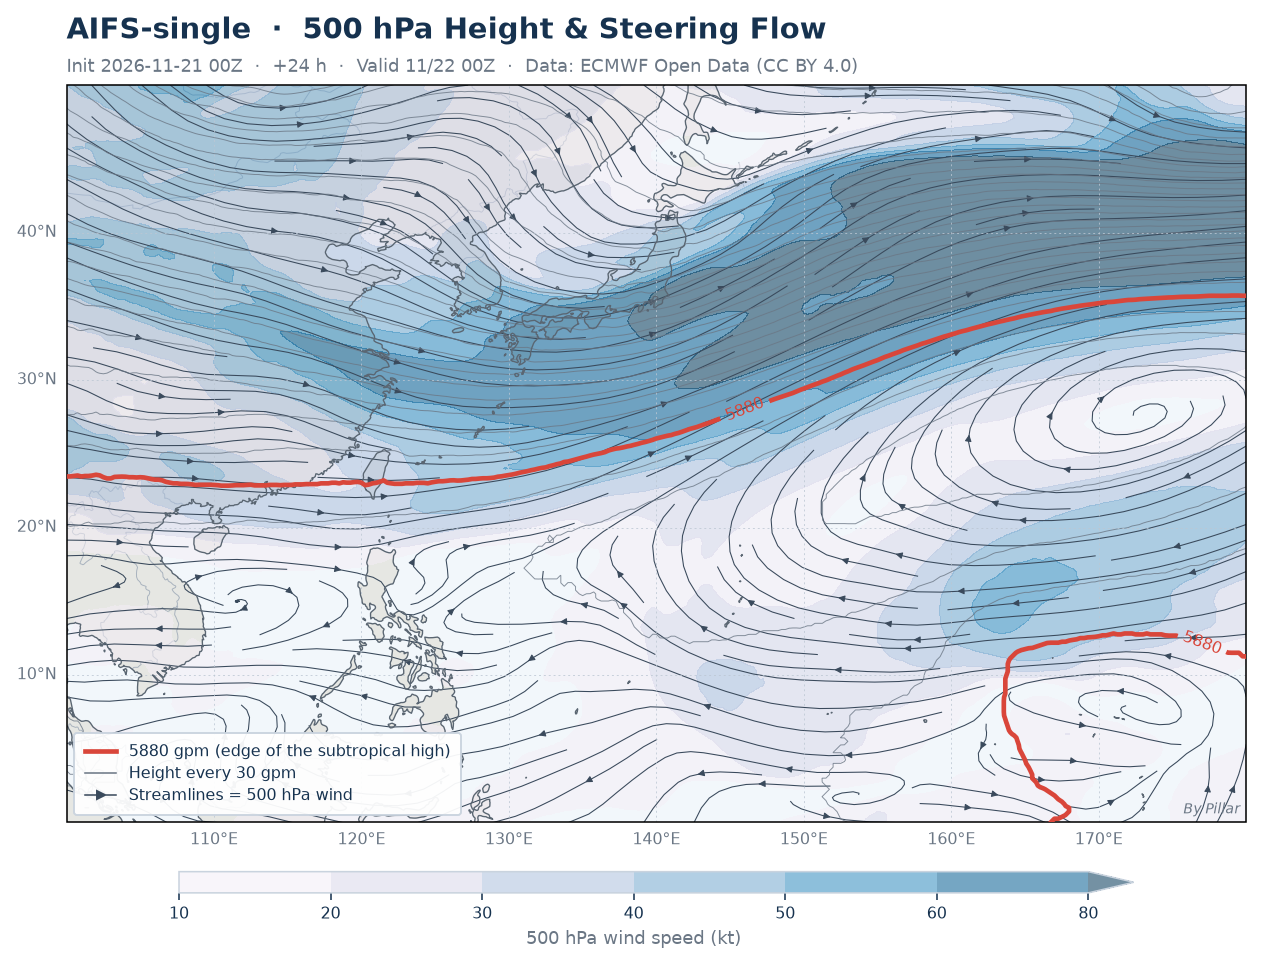 AIFS-single · 500 hPa Height & Steering Flow
Init 2026-11-21 00Z · +24 h · Valid 11/22 00Z · Data: ECMWF Open Data (CC BY 4.0)
40°N
30°N
20°N
10°N
5880
5880
5880 gpm (edge of the subtropical high)
Height every 30 gpm
Streamlines = 500 hPa wind
By Pillar
110°E 120°E 130°E 140°E 150°E 160°E 170°E
10 20 30 40 50 60 80
500 hPa wind speed (kt)